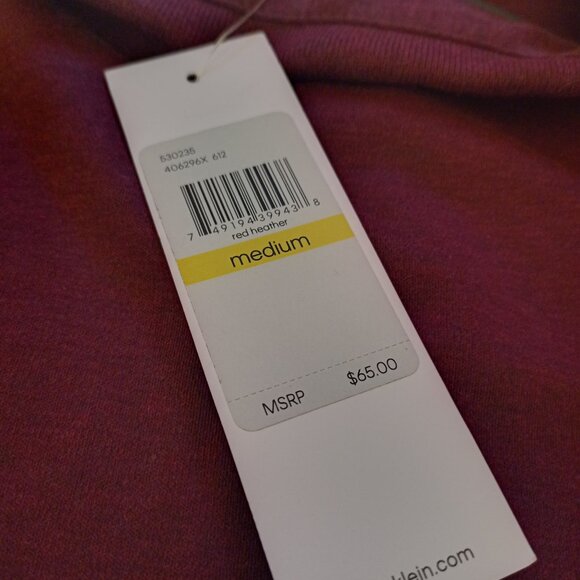 530235
406296X 612
7 49194 39943 8
red heather
medium
MSRP $65.00
klein.com